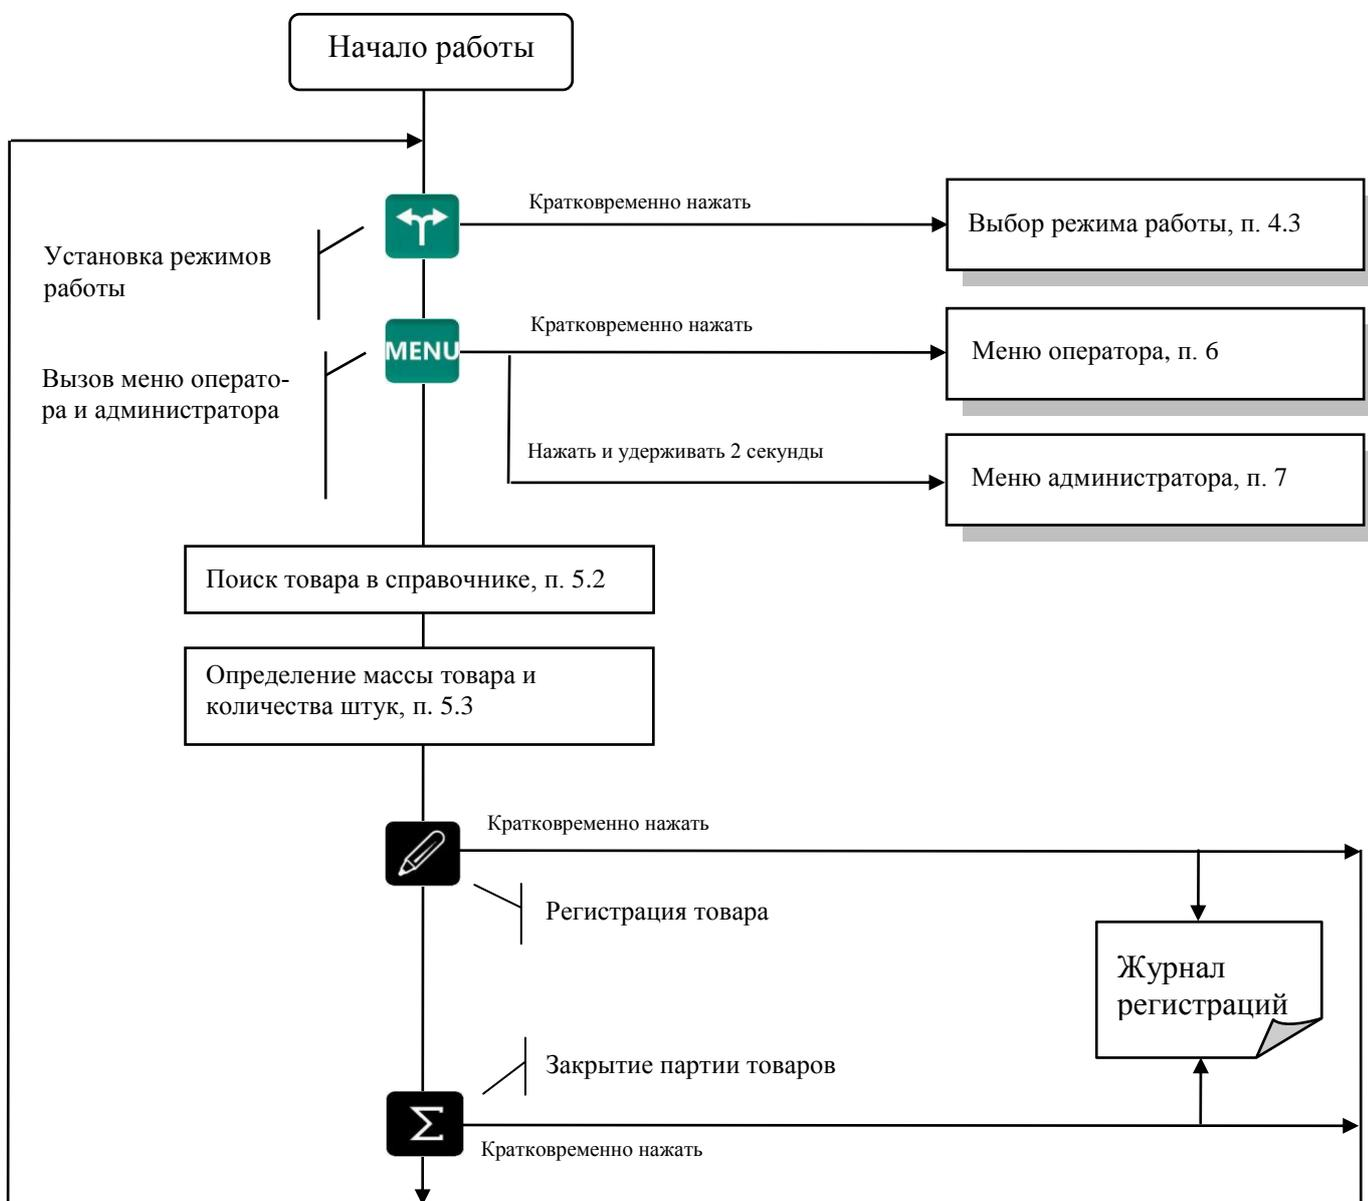 Начало работы
Кратковременно нажать
Выбор режима работы, п. 4.3
Установка режимов
работы
Кратковременно нажать
MENU
Меню оператора, п. 6
Вызов меню операто-
ра и администратора
Нажать и удерживать 2 секунды
Меню администратора, п. 7
Поиск товара в справочнике, п. 5.2
Определение массы товара и
количества штук, п. 5.3
Кратковременно нажать
Регистрация товара
Журнал
регистраций
Закрытие партии товаров
Σ
Кратковременно нажать